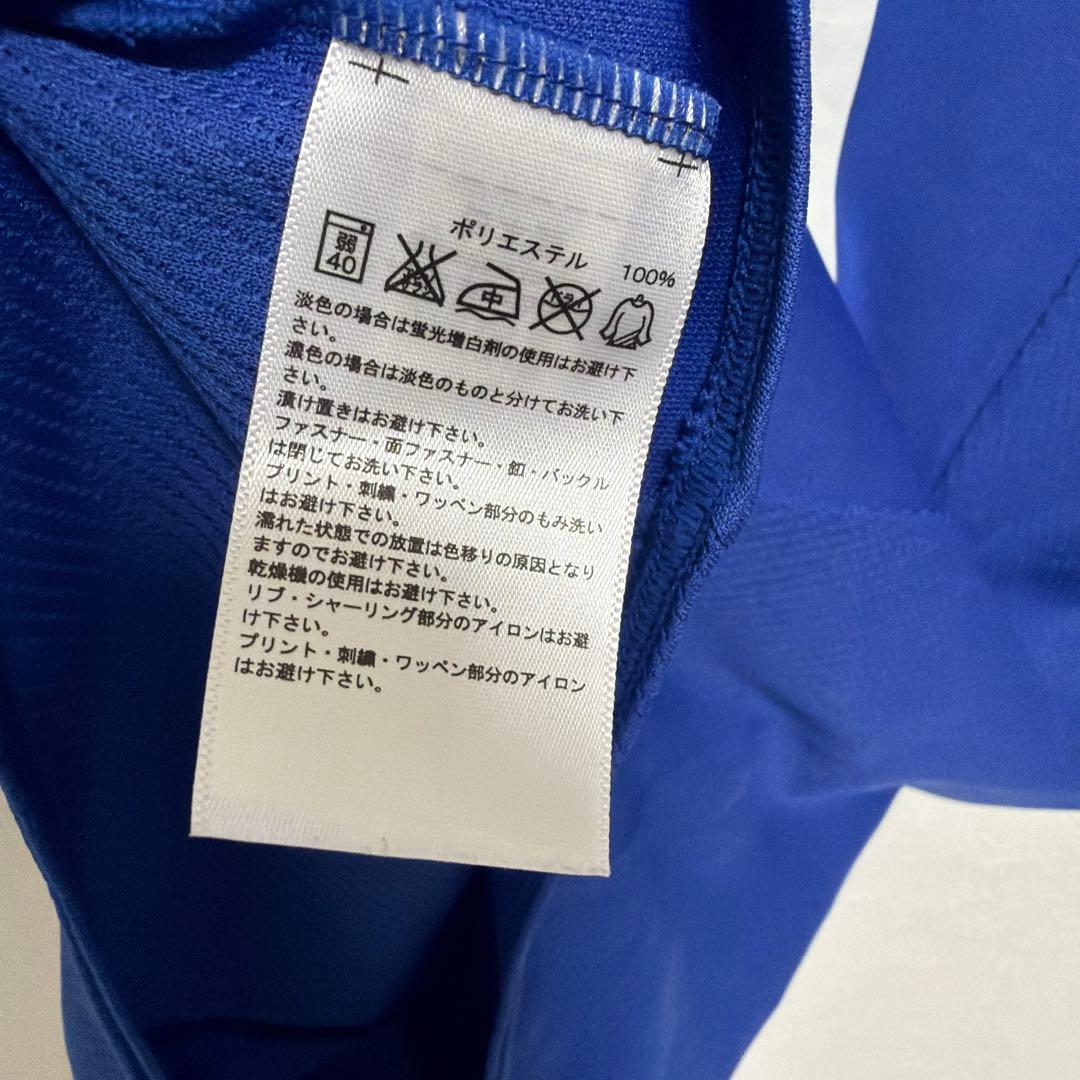 ポリエステル 100%
弱
40
エンソサラシ
中
ドライ
淡色の場合は蛍光増白剤の使用はお避け下
さい。
濃色の場合は淡色のものと分けてお洗い下
さい。
漬け置きはお避け下さい。
ファスナー・面ファスナー・釦・バックル
は閉じてお洗い下さい。
プリント・刺繍・ワッペン部分のもみ洗い
はお避け下さい。
濡れた状態での放置は色移りの原因となり
ますのでお避け下さい。
乾燥機の使用はお避け下さい。
リブ・シャーリング部分のアイロンはお避
け下さい。
プリント・刺繍・ワッペン部分のアイロン
はお避け下さい。